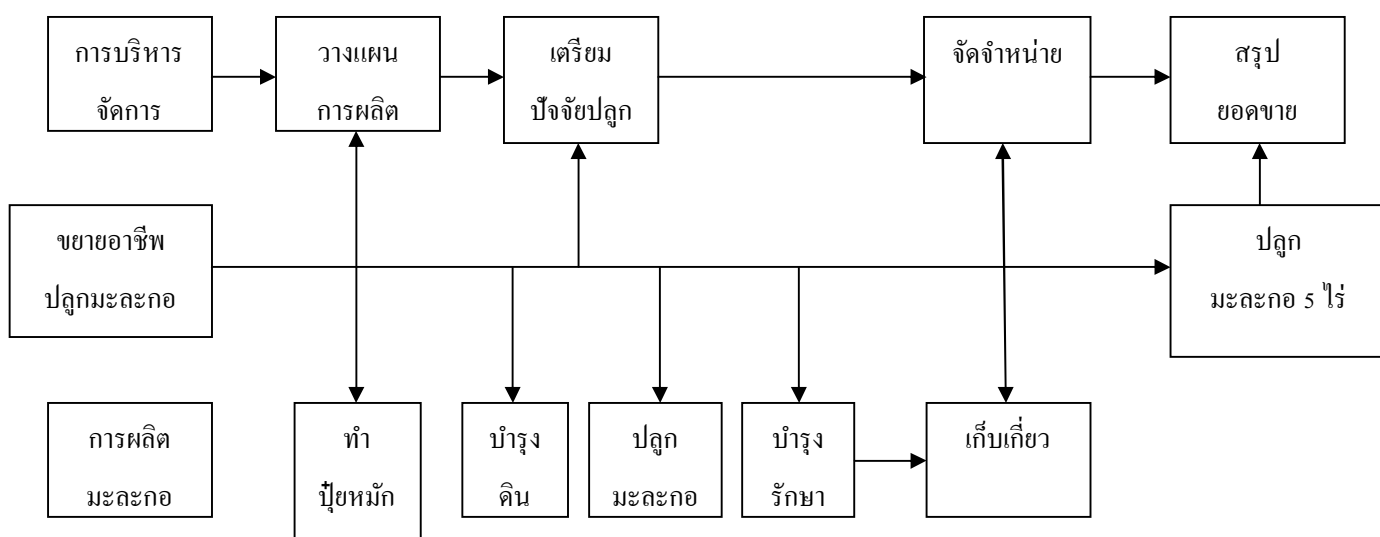 การบริหาร
จัดการ
วางแผน
การผลิต
เตรียม
ปัจจัยปลูก
จัดจำหน่าย
สรุป
ยอดขาย
ขยายอาชีพ
ปลูกมะละกอ
ปลูก
มะละกอ 5 ไร่
การผลิต
มะละกอ
ทำ
ปุ๋ยหมัก
บำรุง
ดิน
ปลูก
มะละกอ
บำรุง
รักษา
เก็บเกี่ยว